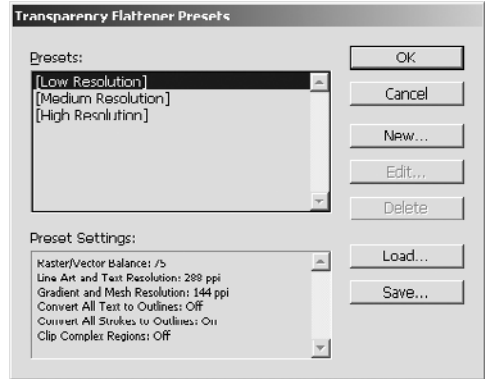 Transparency Flattener Presets
Presets:
[Low Resolution]
[Medium Resolution]
[High Resolution]
OK
Cancel
New...
Edit...
Delete
Load...
Save...
Preset Settings:
Raster/Vector Balance: 75
Line Art and Text Resolution: 288 ppi
Gradient and Mesh Resolution: 144 ppi
Convert All Text to Outlines: Off
Convert All Strokes to Outlines: On
Clip Complex Regions: Off